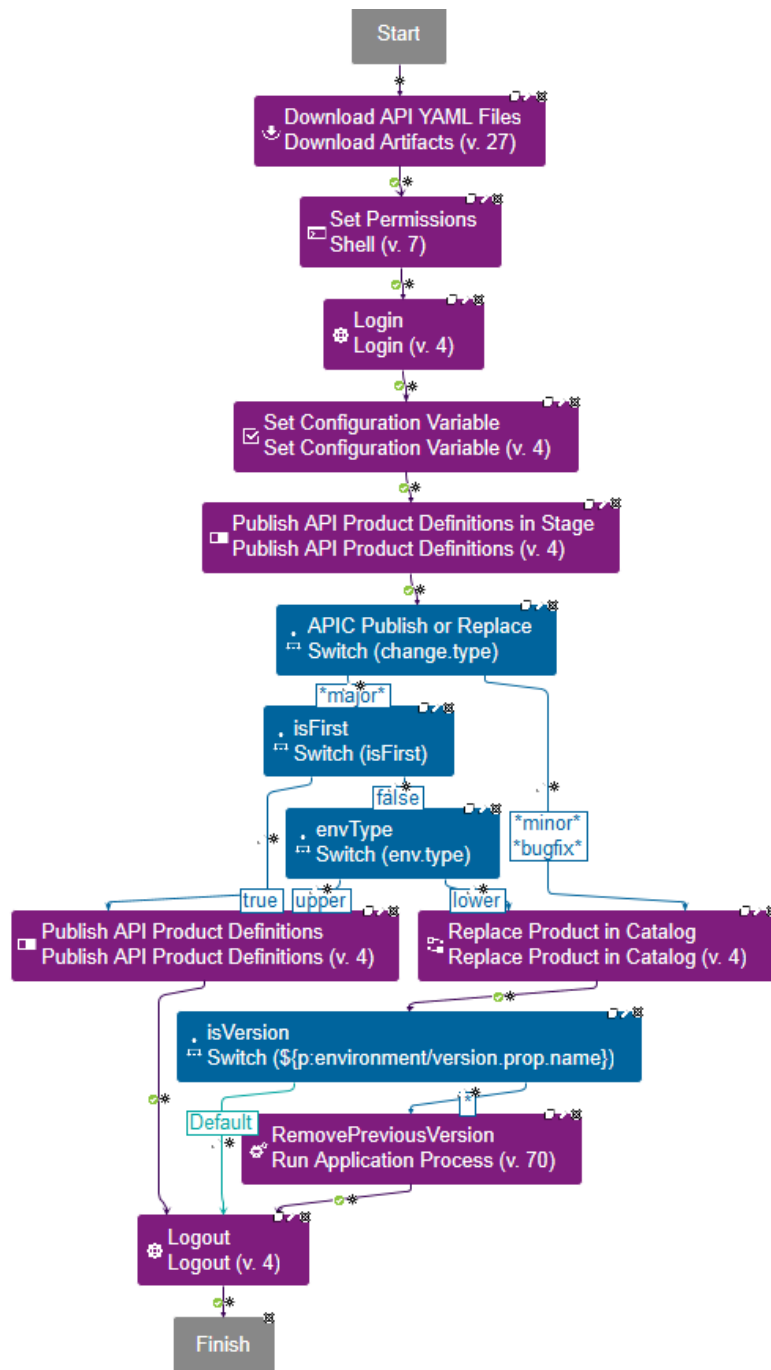 Start
Download API YAML Files
Download Artifacts (v. 27)
Set Permissions
Shell (v. 7)
Login
Login (v. 4)
Set Configuration Variable
Set Configuration Variable (v. 4)
Publish API Product Definitions in Stage
Publish API Product Definitions (v. 4)
APIC Publish or Replace
Switch (change.type)
*major*
isFirst
Switch (isFirst)
false
*minor*
*bugfix*
envType
Switch (env.type)
true
upper
lower
Publish API Product Definitions
Publish API Product Definitions (v. 4)
Replace Product in Catalog
Replace Product in Catalog (v. 4)
isVersion
Switch (${p:environment/version.prop.name})
*
Default
RemovePreviousVersion
Run Application Process (v. 70)
Logout
Logout (v. 4)
Finish